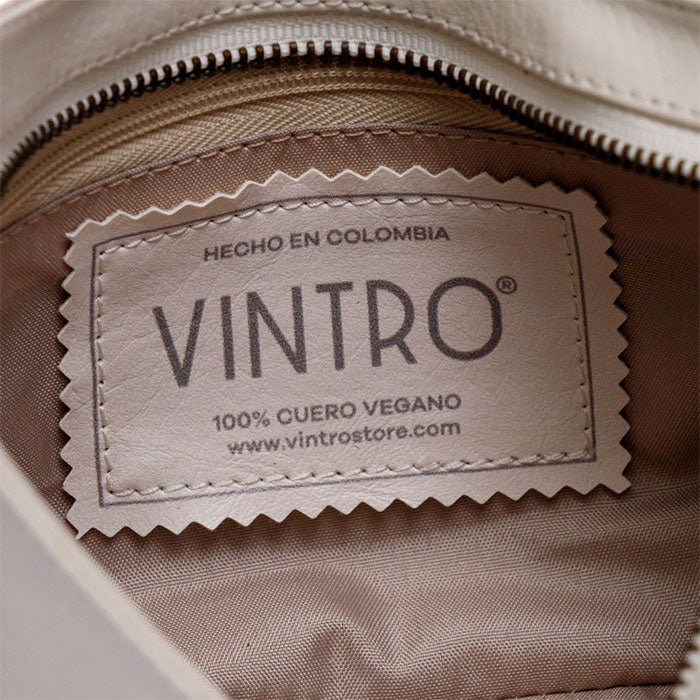 HECHO EN COLOMBIA
VINTRO®
100% CUERO VEGANO
www.vintrostore.com